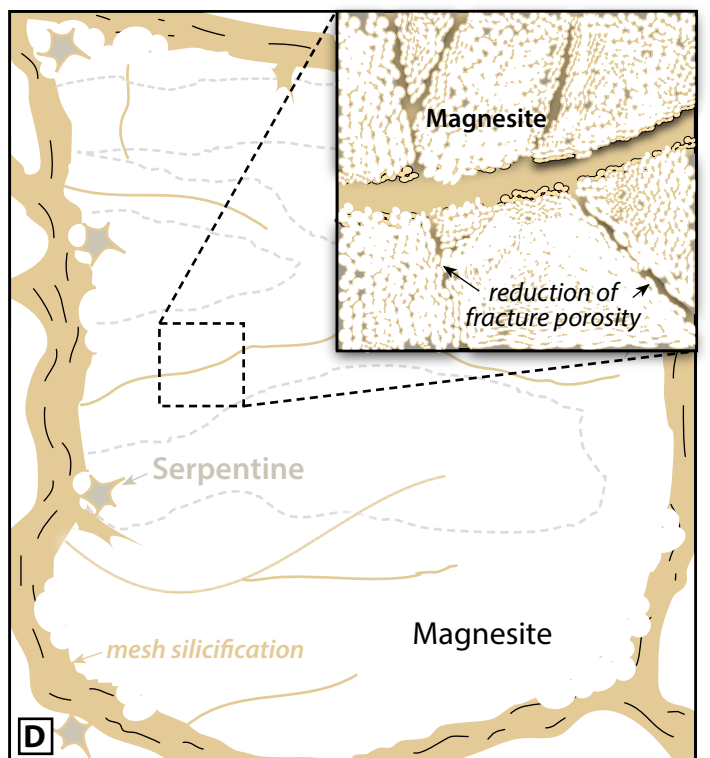 Magnesite
reduction of
fracture porosity
Serpentine
Magnesite
mesh silicification
D